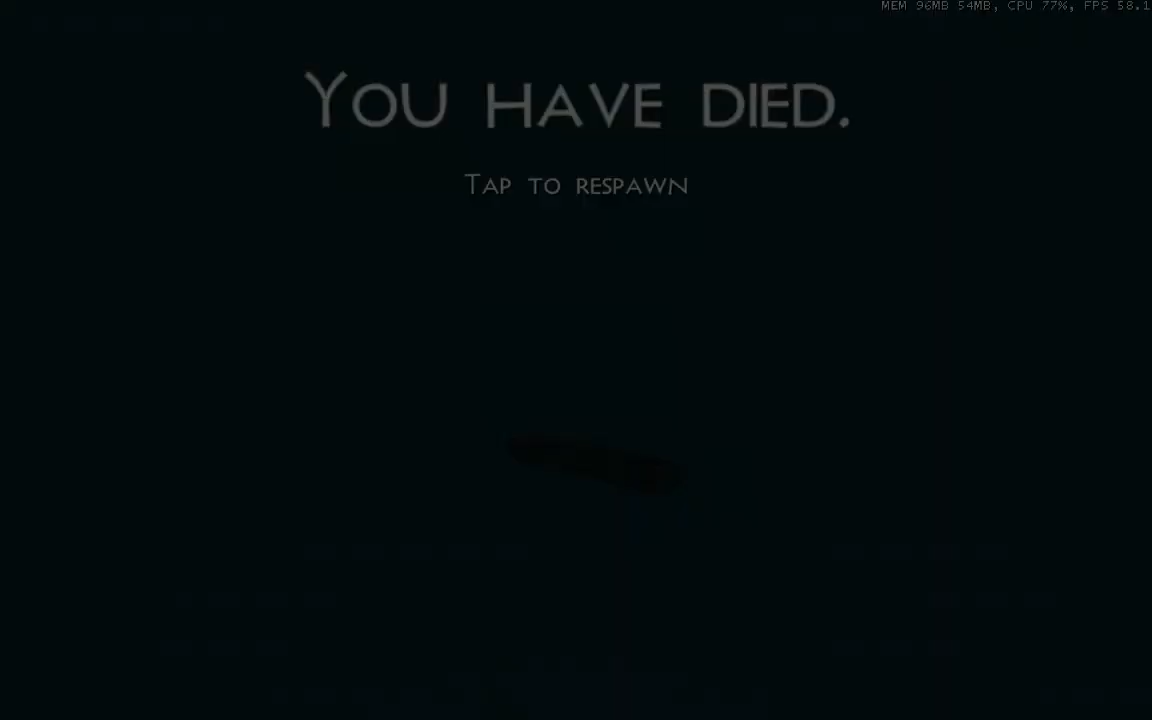 MEM 96MB 54MB, CPU 77%, FPS 58.1
You have died.
Tap to respawn